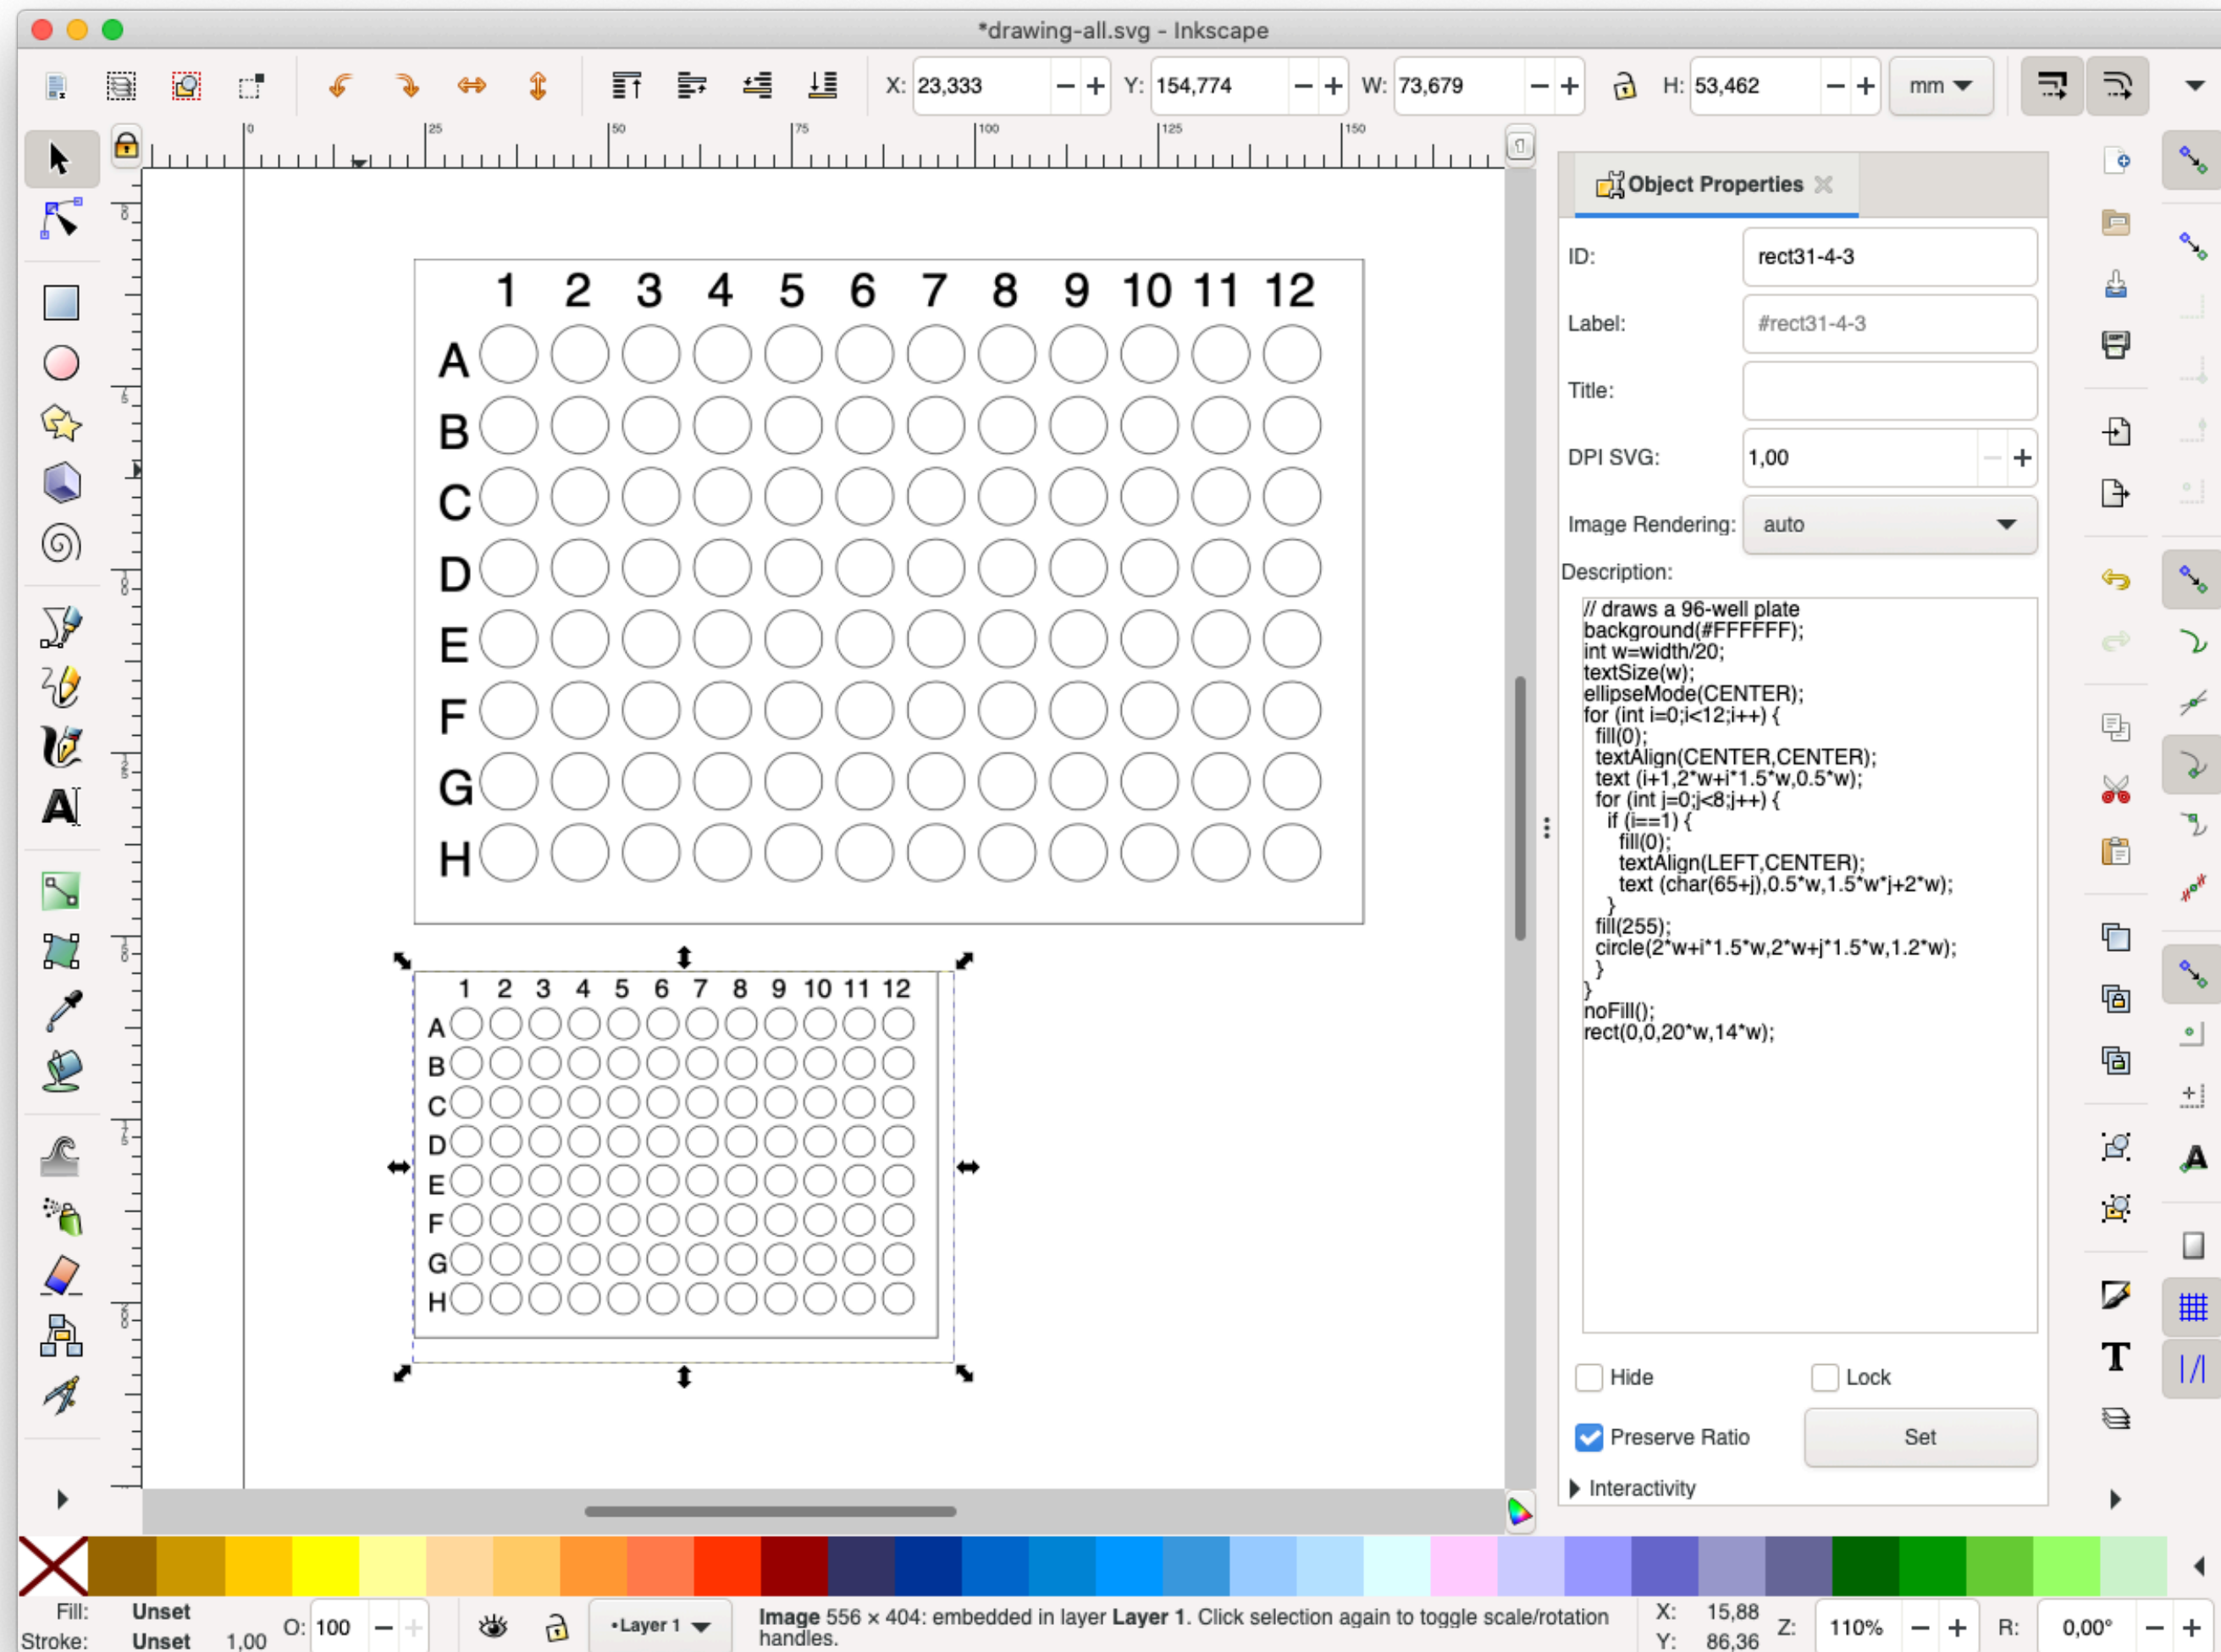 *drawing-all.svg - Inkscape
X: 23,333 Y: 154,774 W: 73,679 H: 53,462 mm
0 25 50 75 100 125 150
Object Properties
ID: rect31-4-3
Label: #rect31-4-3
Title:
DPI SVG: 1,00
Image Rendering: auto
Description:
// draws a 96-well plate
background(#FFFFFF);
int w=width/20;
textSize(w);
ellipseMode(CENTER);
for (int i=0;i<12;i++) {
fill(0);
textAlign(CENTER,CENTER);
text (i+1,2*w+i*1.5*w,0.5*w);
for (int j=0;j<8;j++) {
if (i==1) {
fill(0);
textAlign(LEFT,CENTER);
text (char(65+j),0.5*w,1.5*w*j+2*w);
}
fill(255);
circle(2*w+i*1.5*w,2*w+j*1.5*w,1.2*w);
}
}
noFill();
rect(0,0,20*w,14*w);
Hide Lock
Preserve Ratio Set
Interactivity
1 2 3 4 5 6 7 8 9 10 11 12
A
B
C
D
E
F
G
H
1 2 3 4 5 6 7 8 9 10 11 12
A
B
C
D
E
F
G
H
Fill: Unset
Stroke: Unset 1,00
O: 100
•Layer 1
Image 556 × 404: embedded in layer Layer 1. Click selection again to toggle scale/rotation
handles.
X: 15,88
Y: 86,36
Z: 110%
R: 0,00°